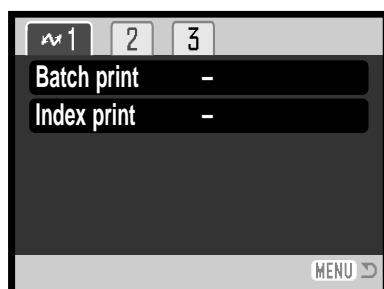 1 2 3
Batch print –
Index print –
MENU